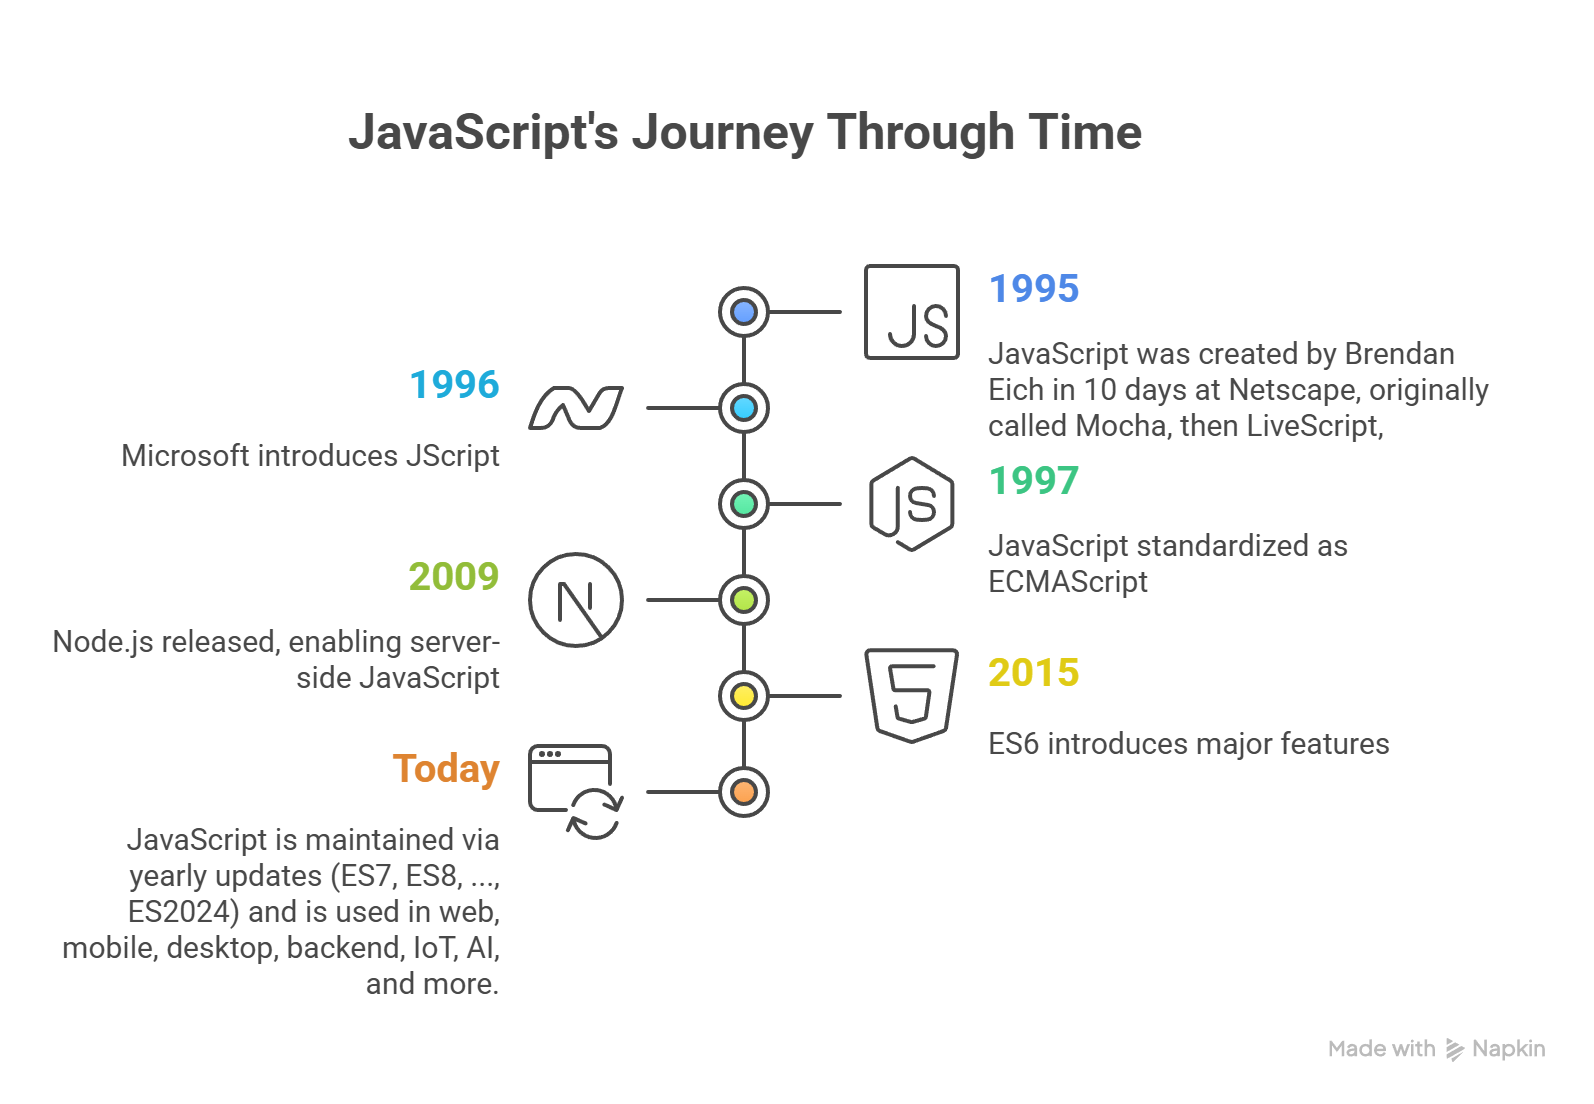 JavaScript's Journey Through Time
JS
1995
JavaScript was created by Brendan
Eich in 10 days at Netscape, originally
called Mocha, then LiveScript,
1996
Microsoft introduces JScript
JS
1997
JavaScript standardized as
ECMAScript
N
2009
Node.js released, enabling server-
side JavaScript
5
2015
ES6 introduces major features
Today
JavaScript is maintained via
yearly updates (ES7, ES8, ...,
ES2024) and is used in web,
mobile, desktop, backend, IoT, AI,
and more.
Made with Napkin